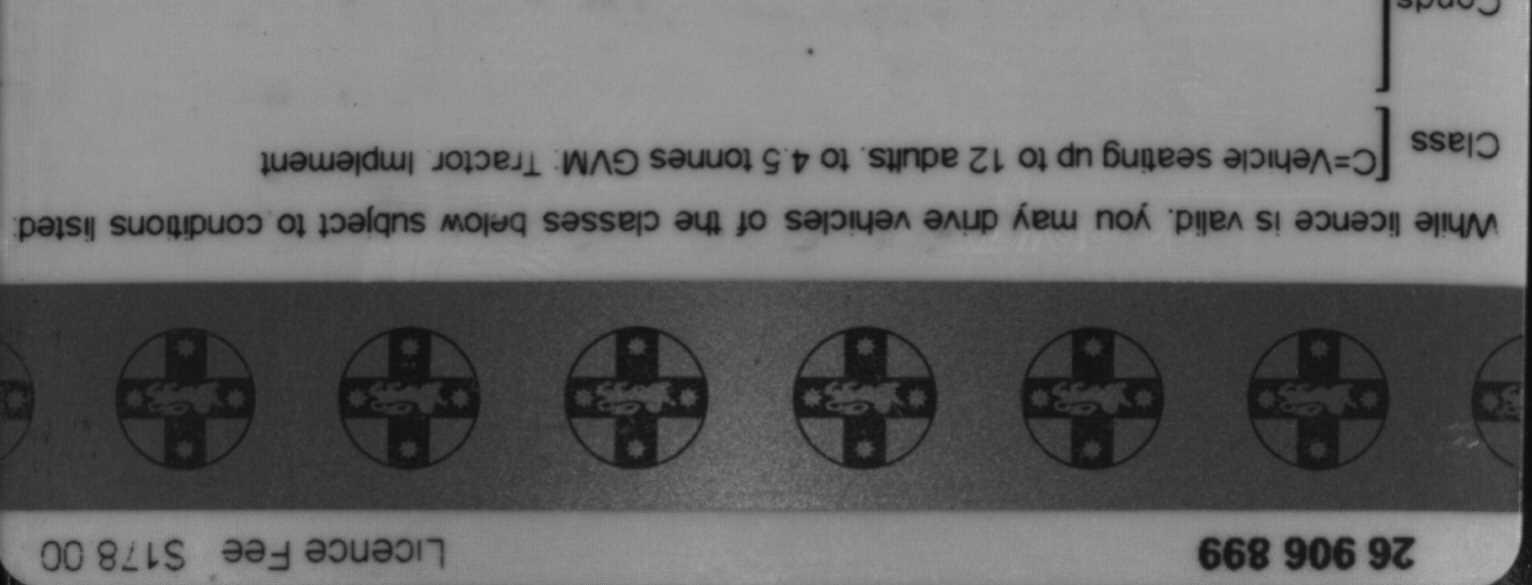 26 906 899 Licence Fee $178.00
While licence is valid, you may drive vehicles of the classes below subject to conditions listed.
Class [C=Vehicle seating up to 12 adults, to 4.5 tonnes GVM; Tractor; Implement
Conds